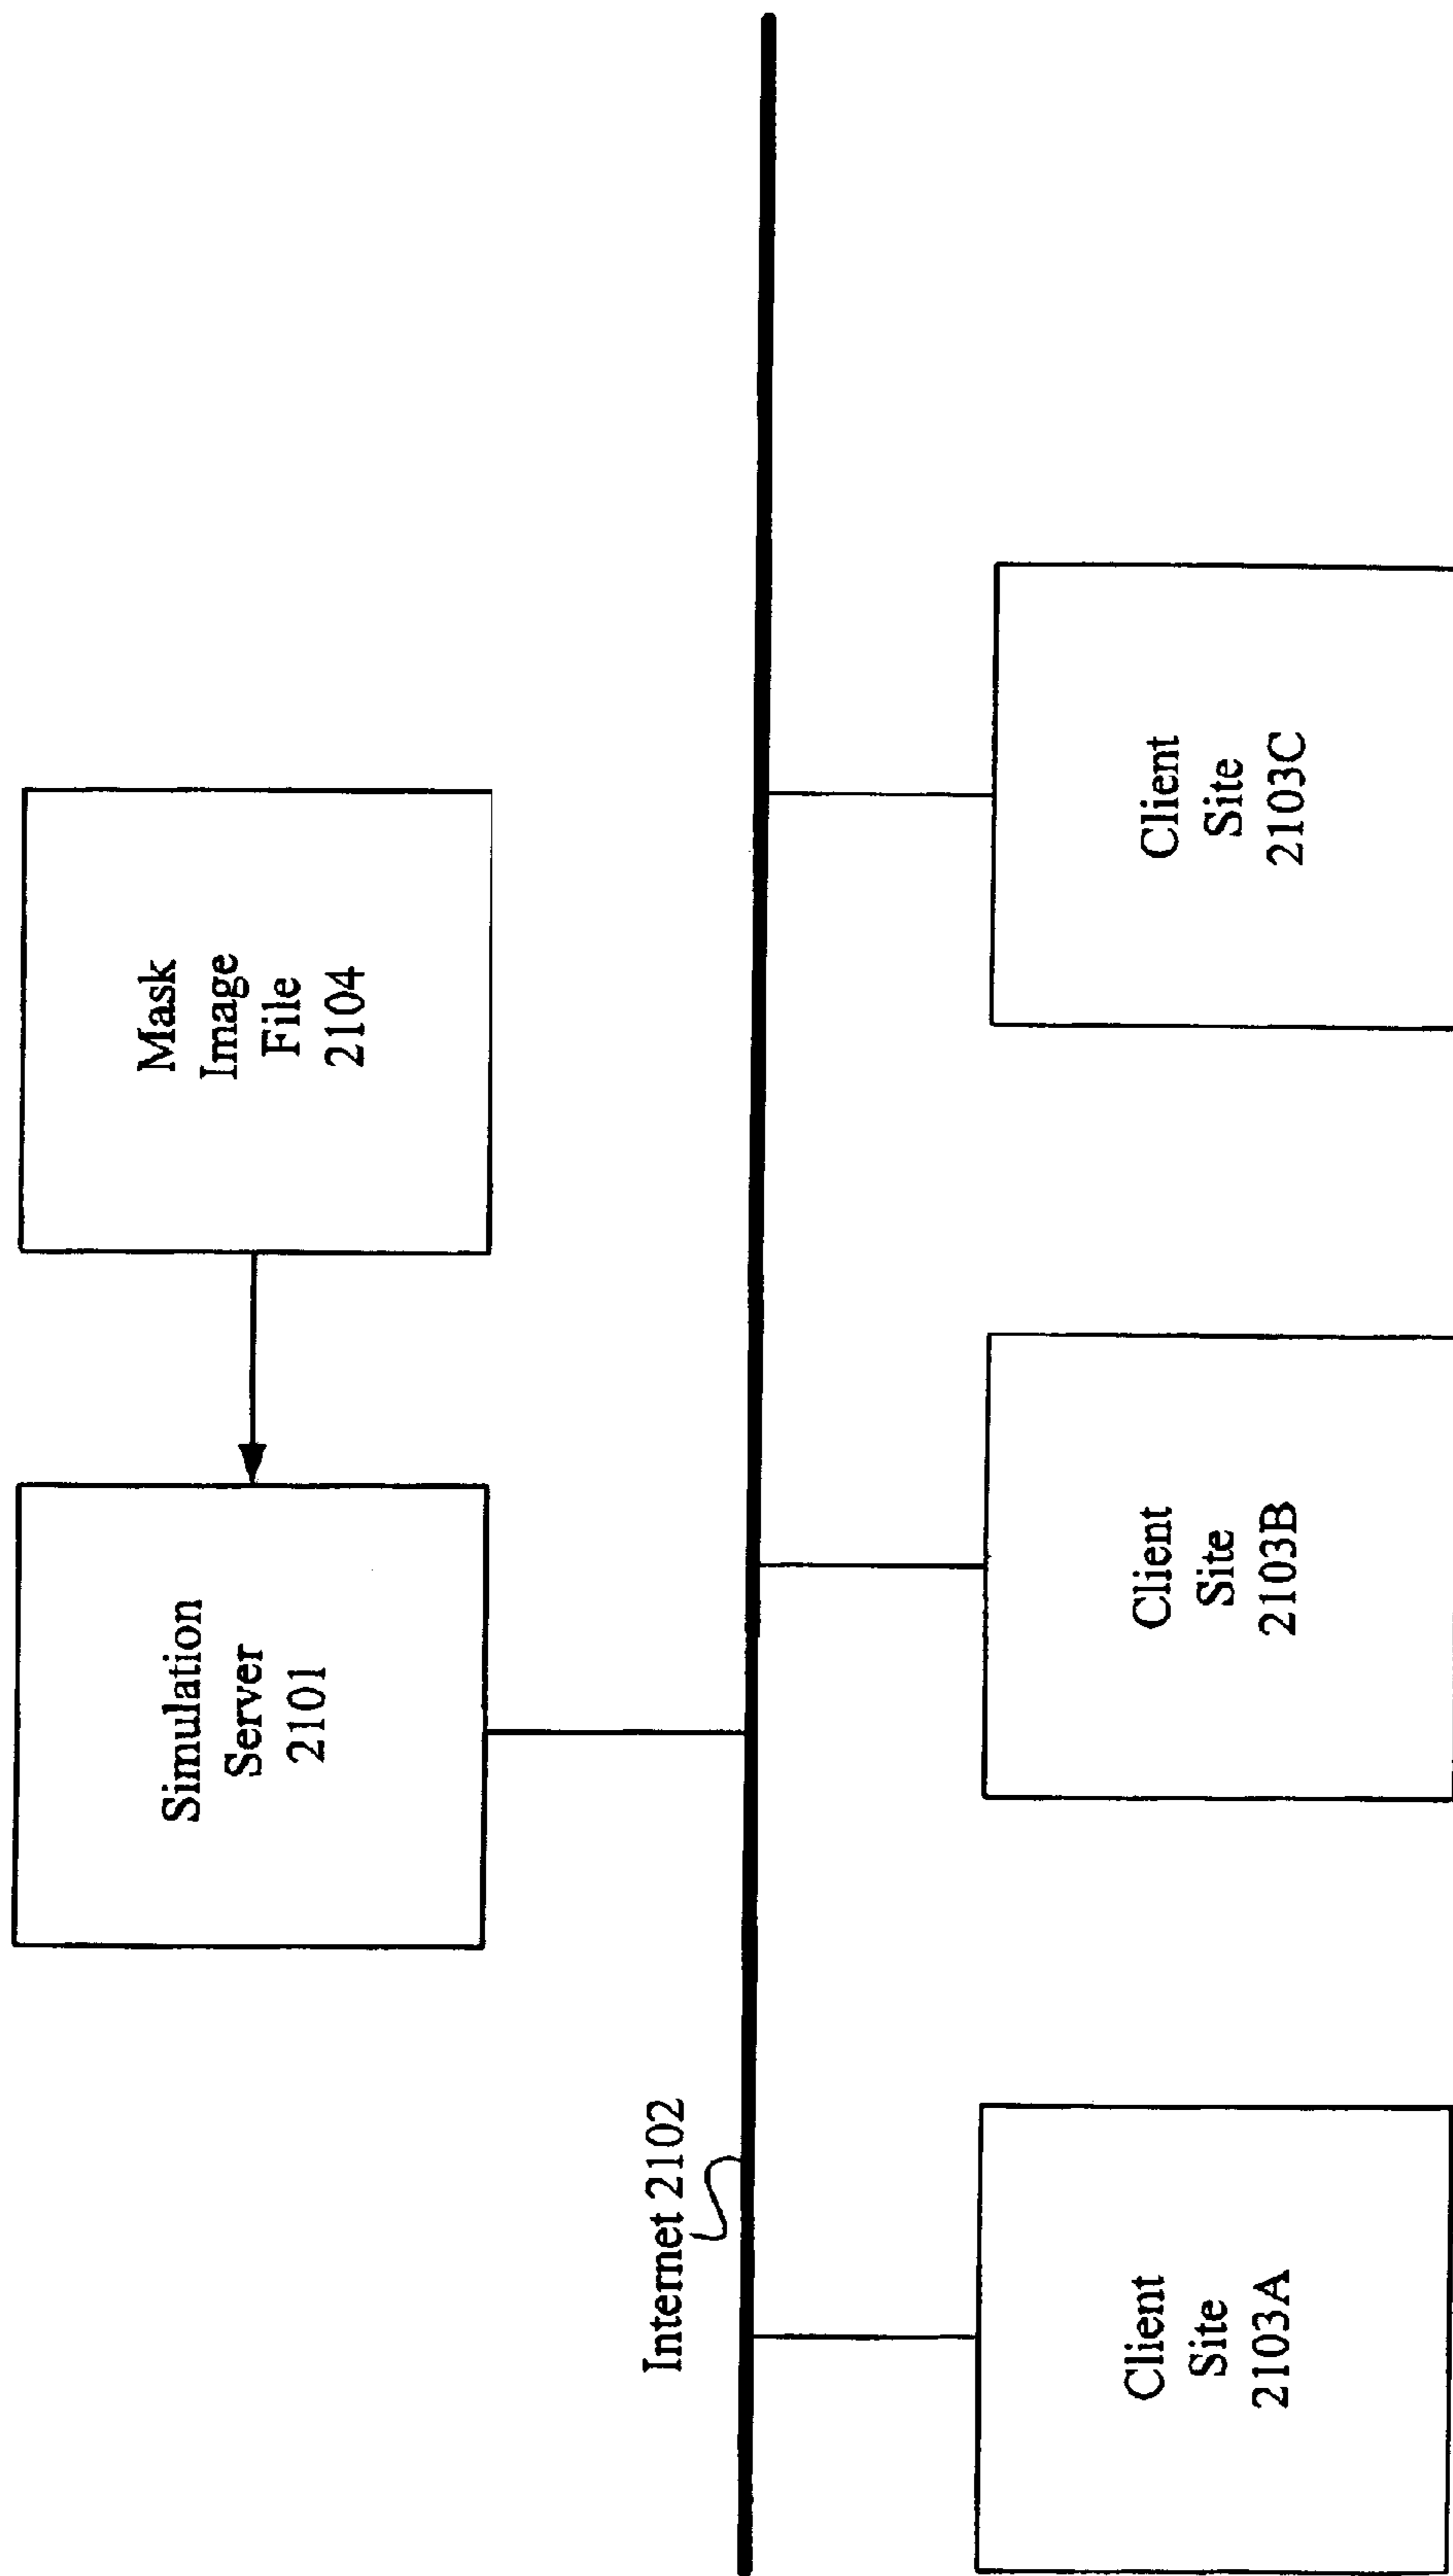 Simulation
Server
2101
Mask
Image
File
2104
Internet 2102
Client
Site
2103A
Client
Site
2103B
Client
Site
2103C